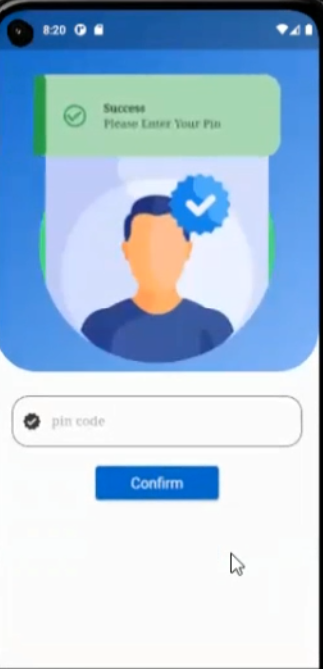 8:20
Success
Please Enter Your Pin
pin code
Confirm